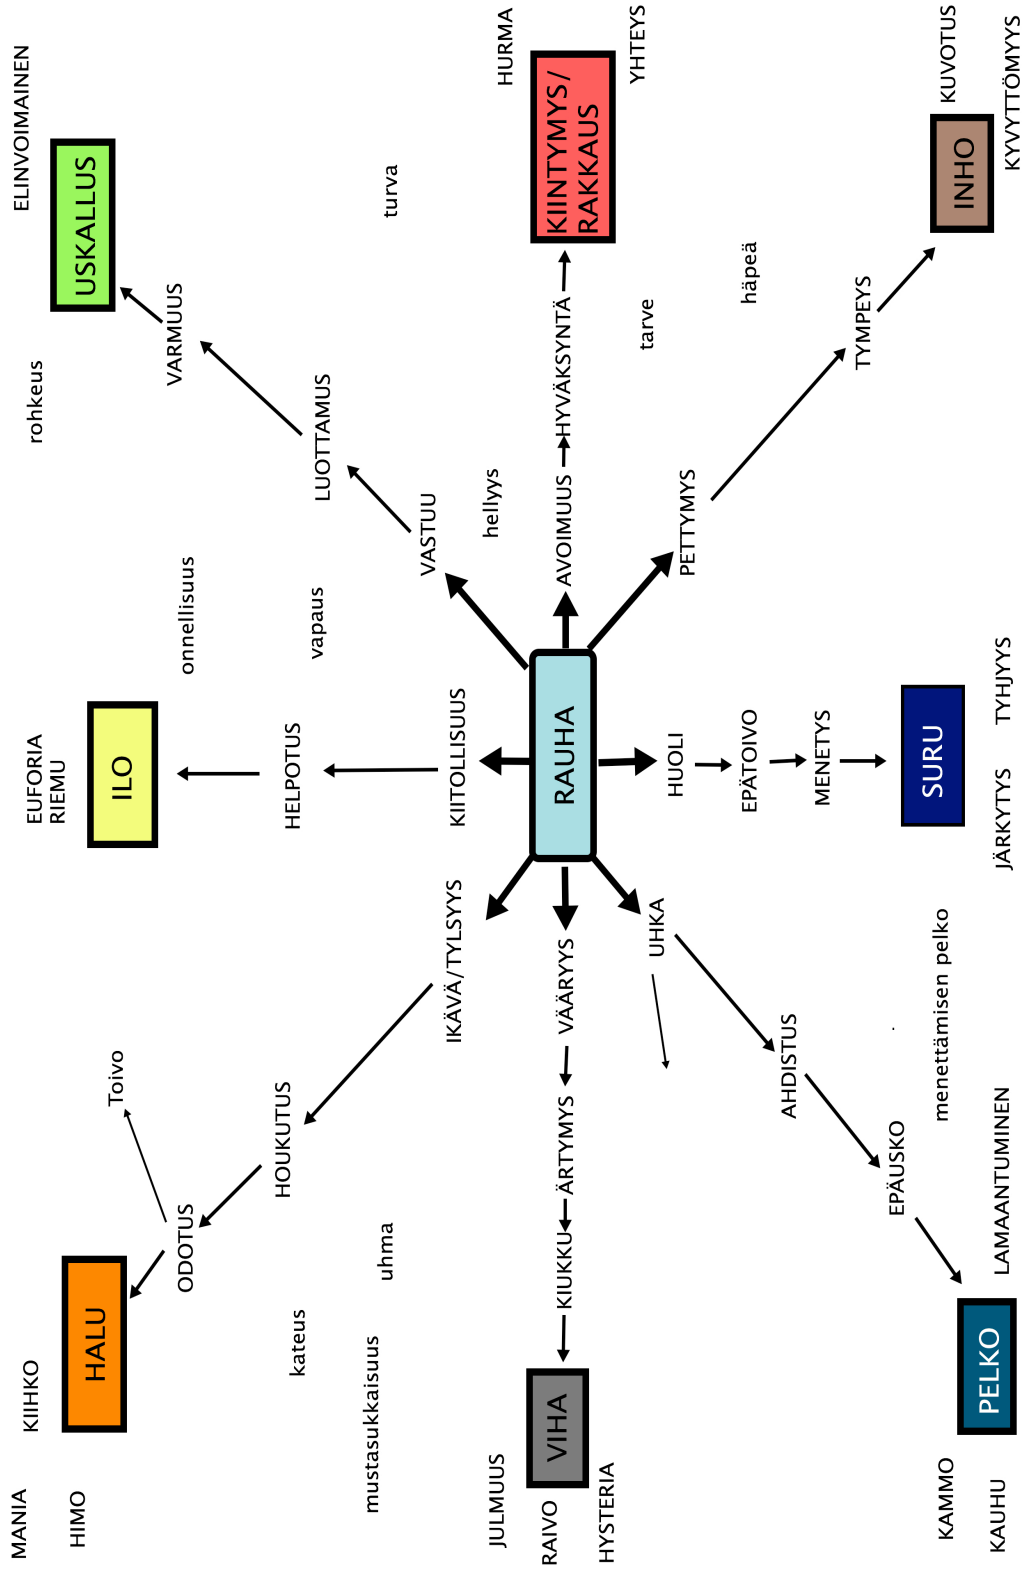 MANIA
KIIHKO
EUFORIA
RIEMU
rohkeus
ELINVOIMAINEN
HIMO
HALU
Toivo
ILO
USKALLUS
ODOTUS
onnellisuus
VARMUUS
kateus
HOUKUTUS
HELPOTUS
vapaus
LUOTTAMUS
mustasukkaisuus
uhma
turva
IKÄVÄ/TYLSYYS
KIITOLLISUUS
VASTUU
hellyys
JULMUUS
HURMA
RAIVO
VIHA
KIUKKU
ÄRTYMYS
VÄÄRYYS
RAUHA
AVOIMUUS
HYVÄKSYNTÄ
KIINTYMYS/
RAKKAUS
HYSTERIA
YHTEYS
UHKA
HUOLI
PETTYMYS
tarve
EPÄTOIVO
häpeä
AHDISTUS
MENETYS
TYMPEYS
EPÄUSKO
menettämisen pelko
SURU
INHO
KUVOTUS
KAMMO
PELKO
KAUHU
LAMAANTUMINEN
JÄRKYTYS
TYHJYYS
KYVYTTÖMYYS